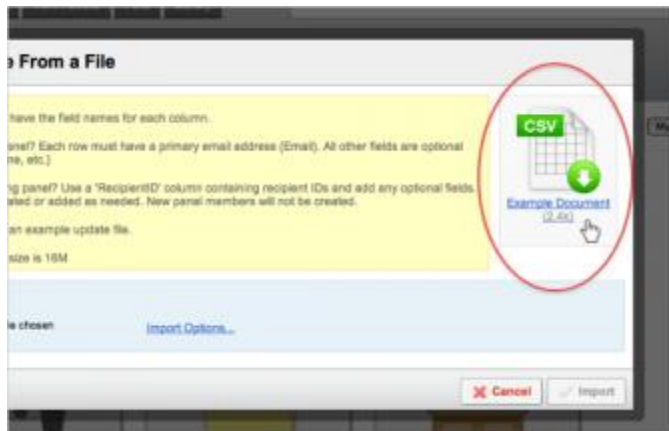 From a File
have the field names for each column.
CSV
panel? Each row must have a primary email address (Email). All other fields are optional
me, etc.)
ng panel? Use a 'RecipientID' column containing recipient IDs and add any optional fields.
ated or added as needed. New panel members will not be created.
Example Document
(2.4k)
an example update file.
size is 16M
le chosen
Import Options...
Cancel
Import